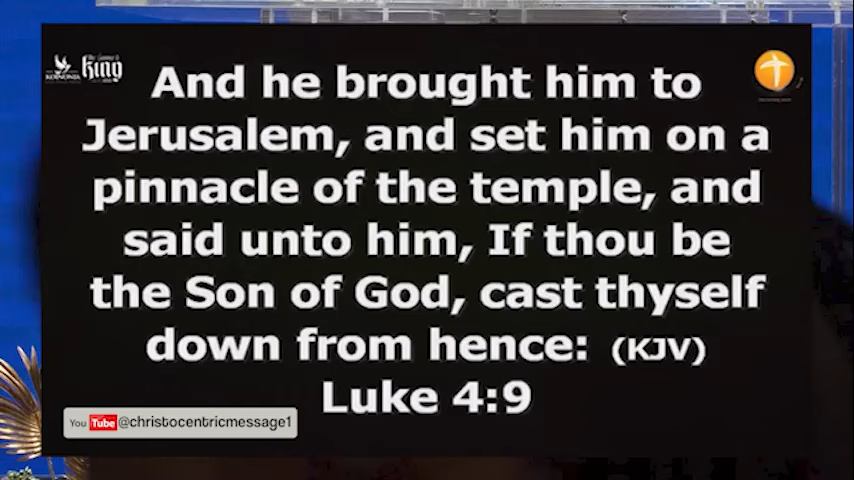 KOINONIA
King
And he brought him to
Jerusalem, and set him on a
pinnacle of the temple, and
said unto him, If thou be
the Son of God, cast thyself
down from hence: (KJV)
Luke 4:9
You Tube @christocentricmessage1